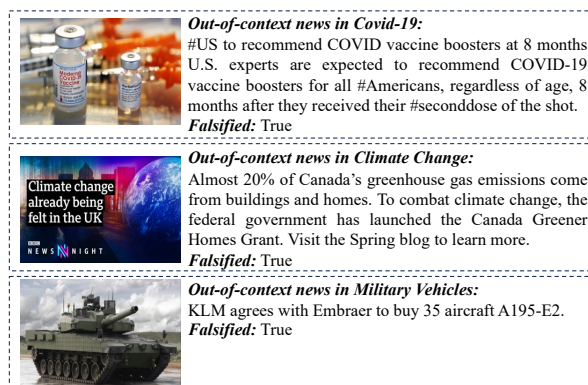 Out-of-context news in Covid-19:
#US to recommend COVID vaccine boosters at 8 months
U.S. experts are expected to recommend COVID-19
vaccine boosters for all #Americans, regardless of age, 8
months after they received their #seconddose of the shot.
Falsified: True
Out-of-context news in Climate Change:
Climate change
already being
felt in the UK
NEWSNIGHT
Almost 20% of Canada's greenhouse gas emissions come
from buildings and homes. To combat climate change, the
federal government has launched the Canada Greener
Homes Grant. Visit the Spring blog to learn more.
Falsified: True
Out-of-context news in Military Vehicles:
KLM agrees with Embraer to buy 35 aircraft A195-E2.
Falsified: True